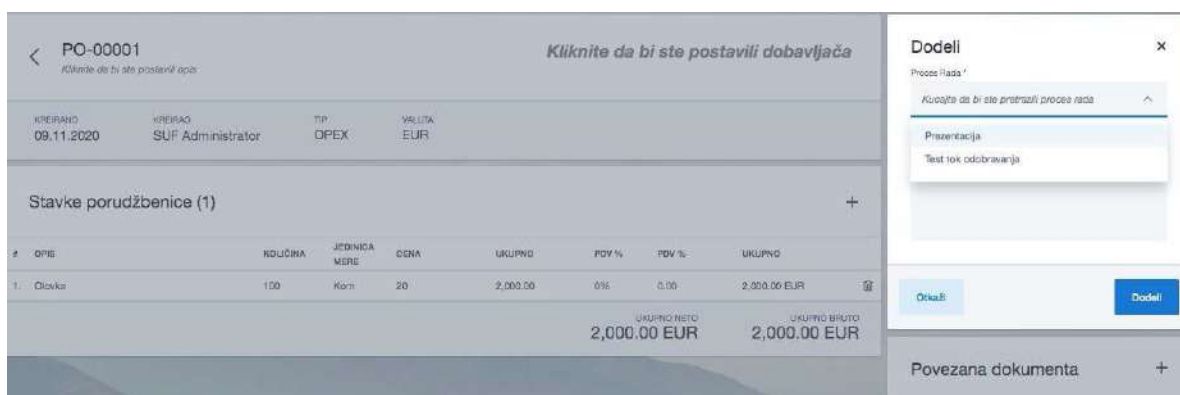 PO-00001
Kliknite da bi ste postavili opis
Kliknite da bi ste postavili dobavljača
KREIRANO KREIRAO TIP VALUTA
09.11.2020 SUF Administrator OPEX EUR
Stavke porudžbenice (1) +
# OPIS KOLIČINA JEDINICA MERE CENA UKUPNO PDV % PDV % UKUPNO
1. Olovka 100 Kom 20 2,000.00 0% 0.00 2,000.00 EUR
UKUPNO NETO UKUPNO BRUTO
2,000.00 EUR 2,000.00 EUR
Dodeli
Proces Rada *
Kucajte da bi ste pretražili proces rada
Prezentacija
Test tok odobravanja
Otkaži Dodeli
Povezana dokumenta +